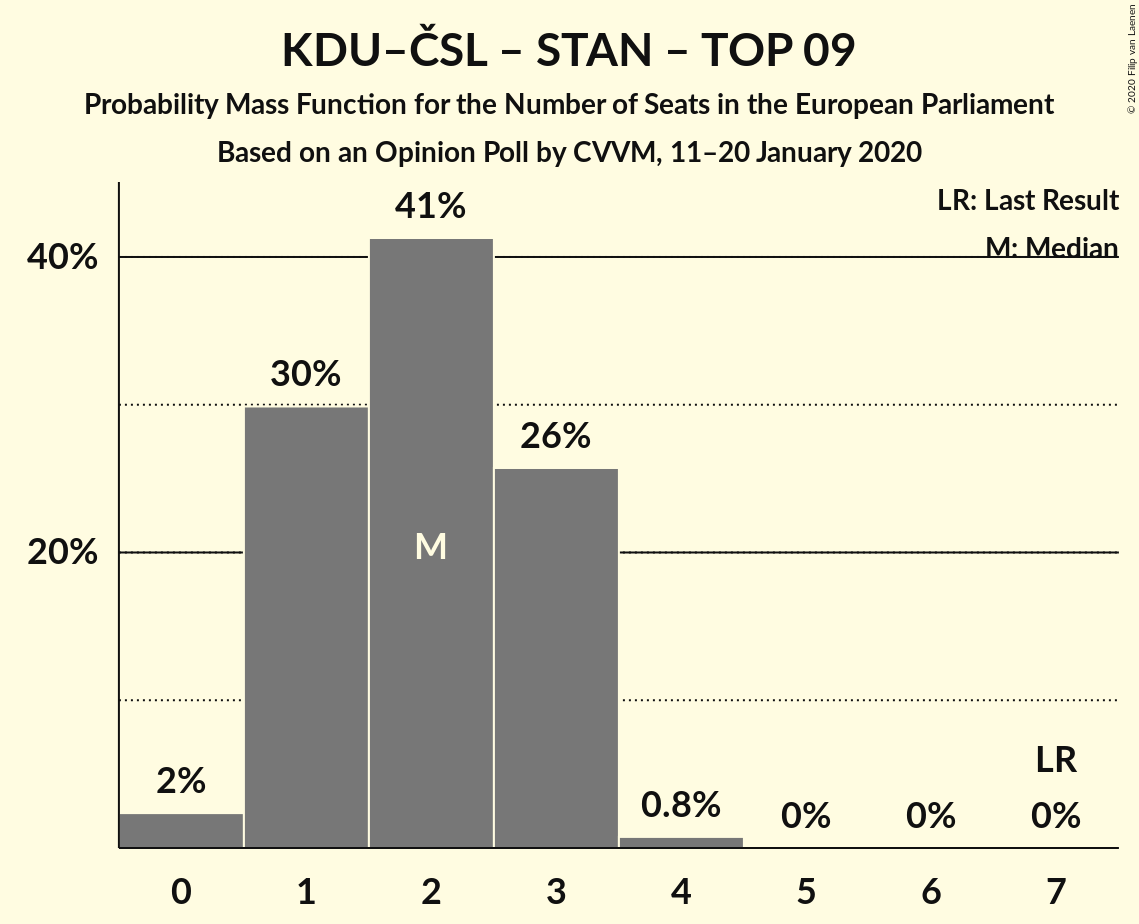 KDU–ČSL – STAN – TOP 09
Probability Mass Function for the Number of Seats in the European Parliament
Based on an Opinion Poll by CVVM, 11–20 January 2020
© 2020 Filip van Laenen
LR: Last Result
M: Median
41%
40%
30%
26%
M
20%
LR
2%
0.8%
0%
0%
0%
0 1 2 3 4 5 6 7